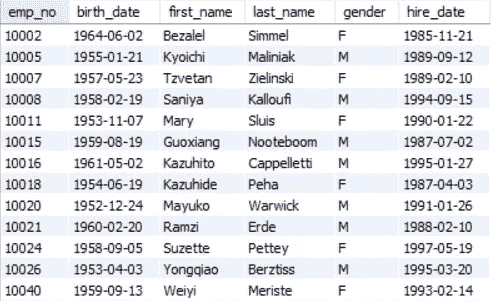 emp_no birth_date first_name last_name gender hire_date
10002 1964-06-02 Bezalel Simmel F 1985-11-21
10005 1955-01-21 Kyoichi Maliniak M 1989-09-12
10007 1957-05-23 Tzvetan Zielinski F 1989-02-10
10008 1958-02-19 Saniya Kalloufi M 1994-09-15
10011 1953-11-07 Mary Sluis F 1990-01-22
10015 1959-08-19 Guoxiang Nooteboom M 1987-07-02
10016 1961-05-02 Kazuhito Cappelletti M 1995-01-27
10018 1954-06-19 Kazuhide Peha F 1987-04-03
10020 1952-12-24 Mayuko Warwick M 1991-01-26
10021 1960-02-20 Ramzi Erde M 1988-02-10
10024 1958-09-05 Suzette Pettey F 1997-05-19
10026 1953-04-03 Yongqiao Berztiss M 1995-03-20
10040 1959-09-13 Weiyi Meriste F 1993-02-14